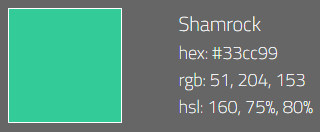 Shamrock
hex: #33cc99
rgb: 51, 204, 153
hsl: 160, 75%, 80%